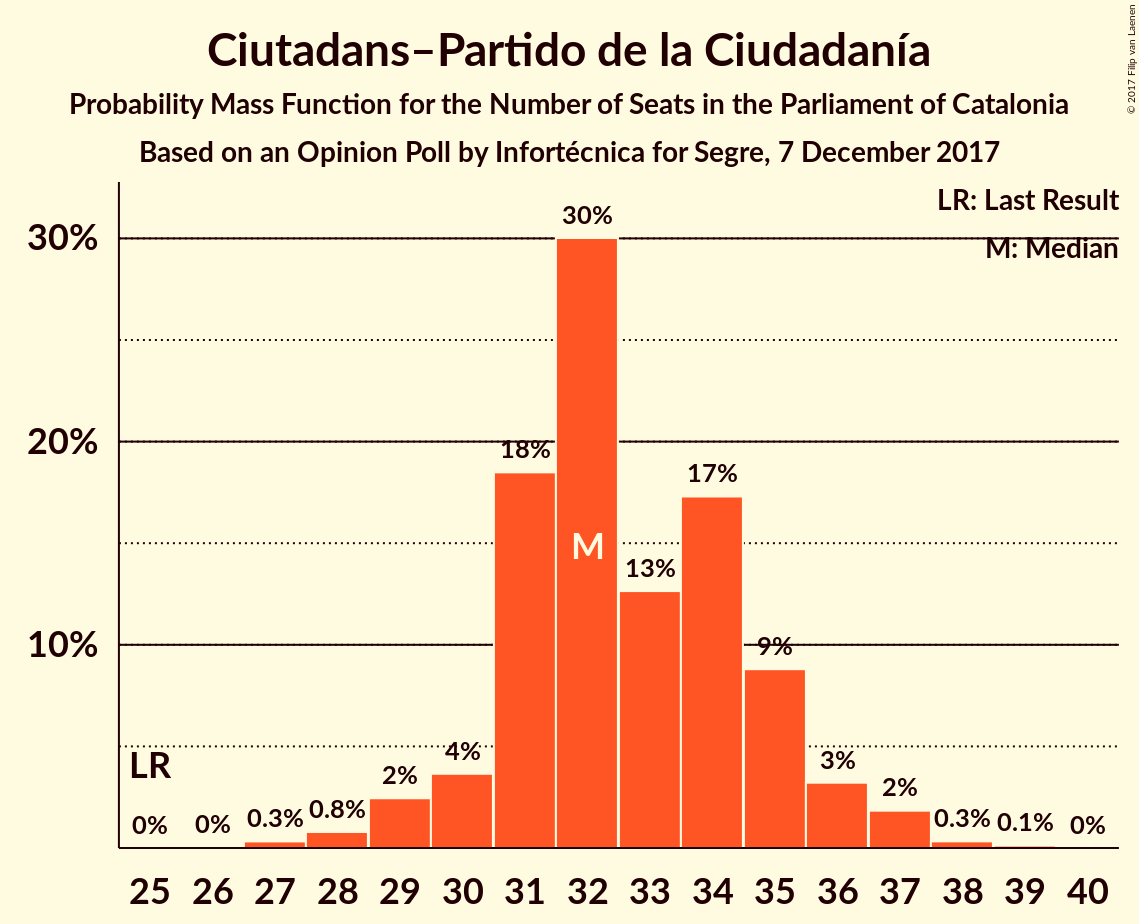 Ciutadans–Partido de la Ciudadanía
Probability Mass Function for the Number of Seats in the Parliament of Catalonia
Based on an Opinion Poll by Infortécnica for Segre, 7 December 2017
© 2017 Filip van Laenen
LR: Last Result
M: Median
30%
20%
10%
LR
0%
0%
0.3%
0.8%
2%
4%
18%
30%
M
13%
17%
9%
3%
2%
0.3%
0.1%
0%
25 26 27 28 29 30 31 32 33 34 35 36 37 38 39 40